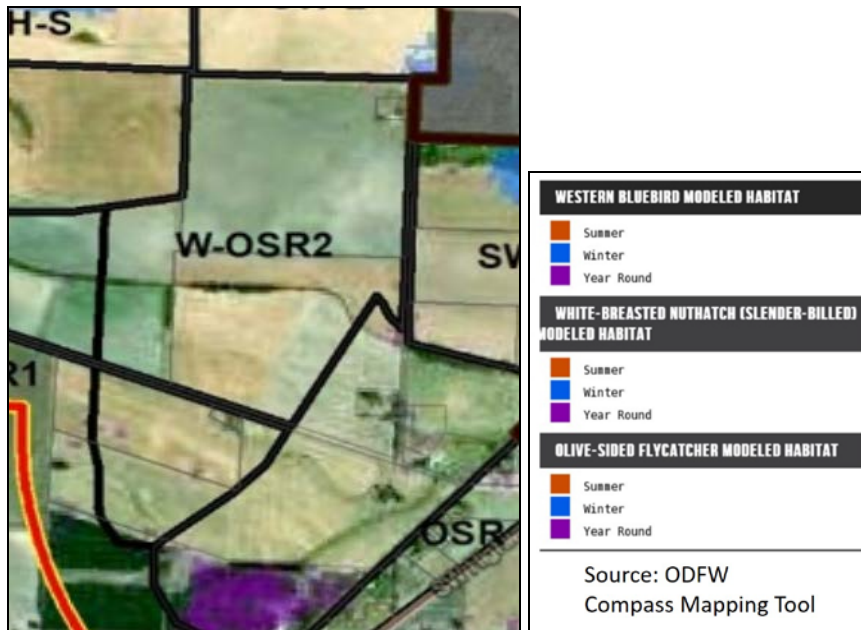 H-S
W-OSR2
SW
R1
OSR
WESTERN BLUEBIRD MODELED HABITAT
Summer
Winter
Year Round
WHITE-BREASTED NUTHATCH (SLENDER-BILLED)
MODELED HABITAT
Summer
Winter
Year Round
OLIVE-SIDED FLYCATCHER MODELED HABITAT
Summer
Winter
Year Round
Source: ODFW
Compass Mapping Tool